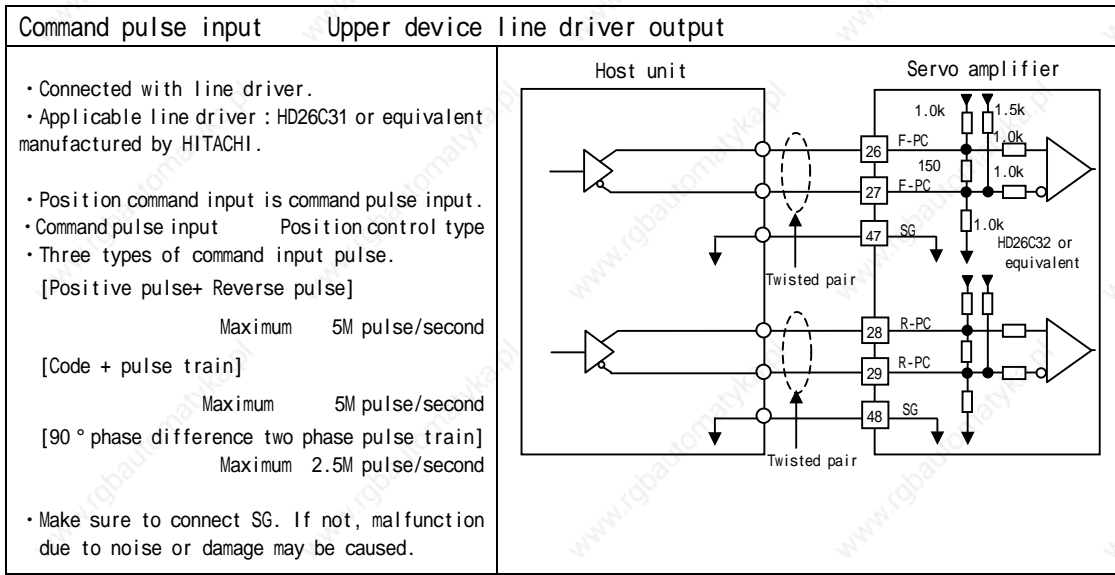 Command pulse input Upper device line driver output
・Connected with line driver.
・Applicable line driver : HD26C31 or equivalent
manufactured by HITACHI.
・Position command input is command pulse input.
・Command pulse input Position control type
・Three types of command input pulse.
[Positive pulse+ Reverse pulse]
Maximum 5M pulse/second
[Code + pulse train]
Maximum 5M pulse/second
[90 ° phase difference two phase pulse train]
Maximum 2.5M pulse/second
・Make sure to connect SG. If not, malfunction
due to noise or damage may be caused.
Host unit
Servo amplifier
1.0k
1.5k
26
F-PC
1.0k
150
27
F-PC
1.0k
47
SG
1.0k
HD26C32 or
equivalent
Twisted pair
28
R-PC
29
R-PC
48
SG
Twisted pair
www.rgbautomatyka.pl